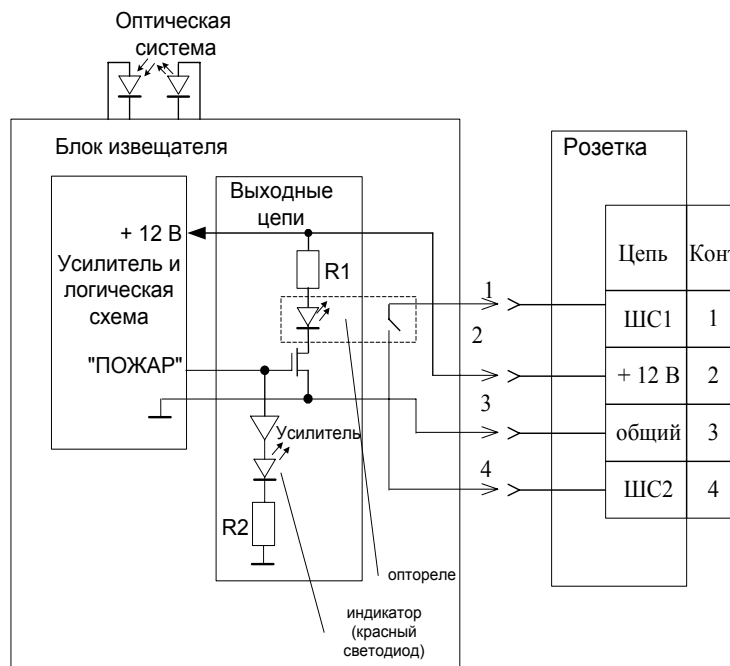 Оптическая
система
Блок извещателя
Розетка
Выходные
цепи
+ 12 В
Усилитель и
логическая
схема
"ПОЖАР"
R1
Усилитель
R2
1
2
3
4
Цепь Конт
ШС1 1
+ 12 В 2
общий 3
ШС2 4
оптореле
индикатор
(красный
светодиод)